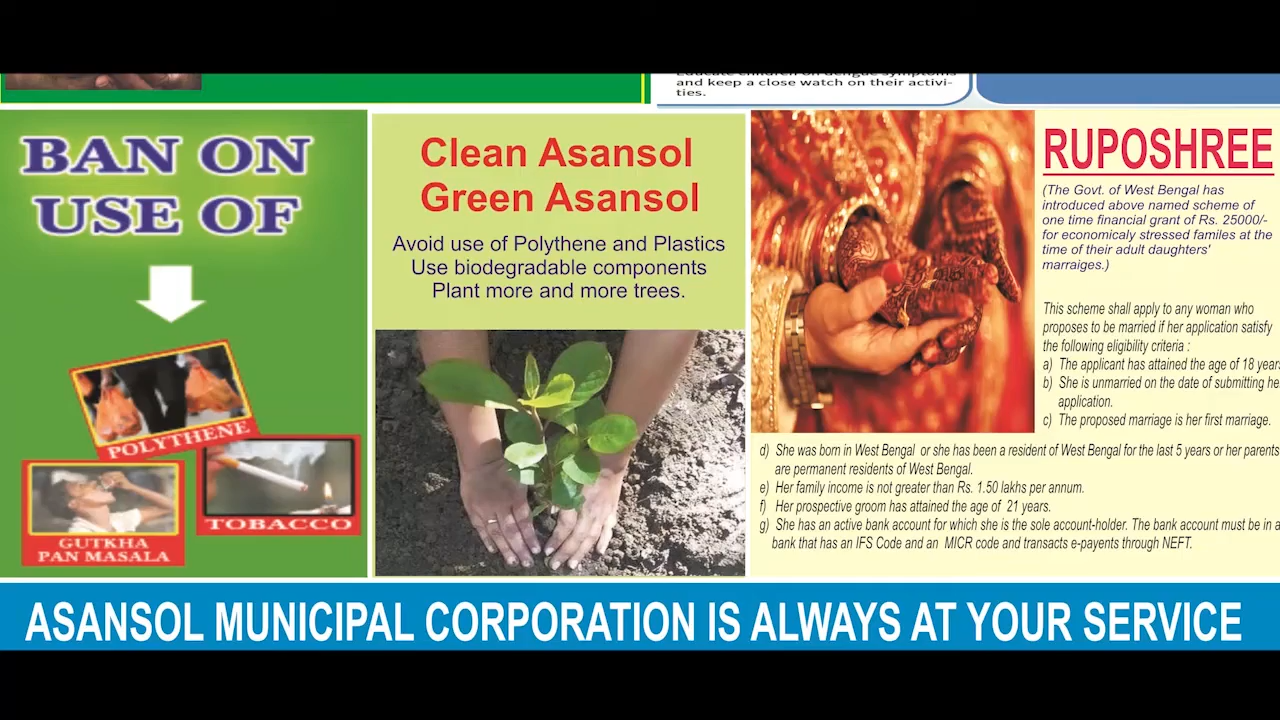 and keep a close watch on their activi-
ties.
BAN ON
USE OF
POLYTHENE
TOBACCO
GUTKHA
PAN MASALA
Clean Asansol
Green Asansol
Avoid use of Polythene and Plastics
Use biodegradable components
Plant more and more trees.
RUPOSHREE
(The Govt. of West Bengal has
introduced above named scheme of
one time financial grant of Rs. 25000/-
for economicaly stressed familes at the
time of their adult daughters'
marraiges.)
This scheme shall apply to any woman who
proposes to be married if her application satisfy
the following eligibility criteria :
a) The applicant has attained the age of 18 years
b) She is unmarried on the date of submitting he
application.
c) The proposed marriage is her first marriage.
d) She was born in West Bengal or she has been a resident of West Bengal for the last 5 years or her parents
are permanent residents of West Bengal.
e) Her family income is not greater than Rs. 1.50 lakhs per annum.
f) Her prospective groom has attained the age of 21 years.
g) She has an active bank account for which she is the sole account-holder. The bank account must be in a
bank that has an IFS Code and an MICR code and transacts e-payents through NEFT.
ASANSOL MUNICIPAL CORPORATION IS ALWAYS AT YOUR SERVICE